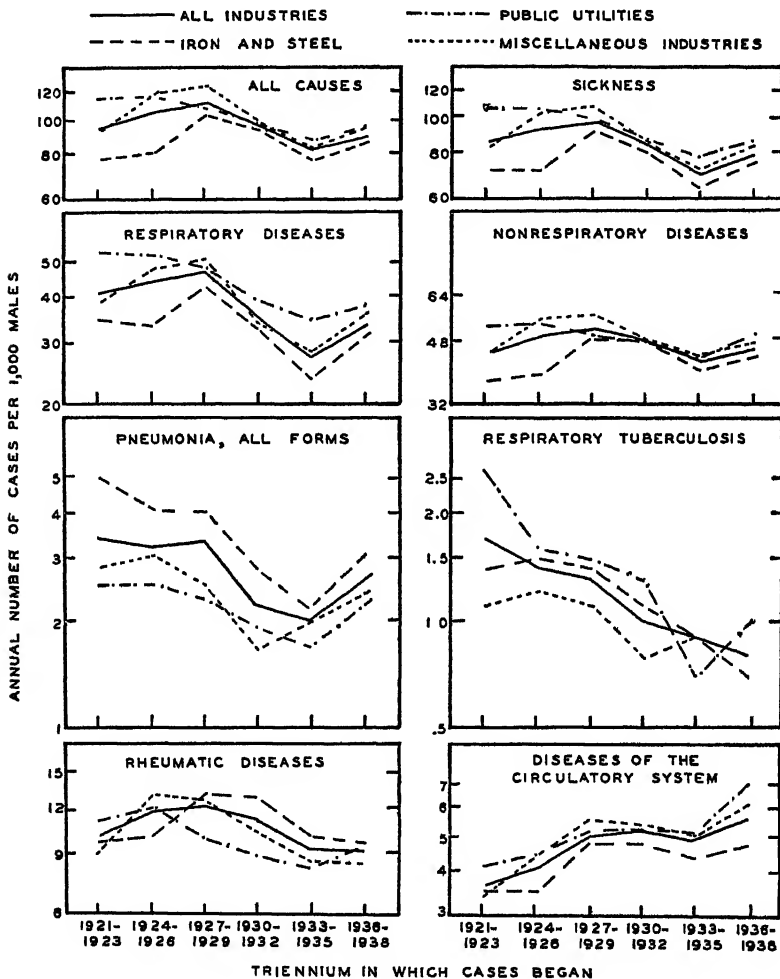 ALL INDUSTRIES
PUBLIC UTILITIES
IRON AND STEEL
MISCELLANEOUS INDUSTRIES
ANNUAL NUMBER OF CASES PER 1,000 MALES
ALL CAUSES
120
100
80
60
SICKNESS
120
100
80
60
RESPIRATORY DISEASES
50
40
30
20
NONRESPIRATORY DISEASES
64
48
32
PNEUMONIA, ALL FORMS
5
4
3
2
1
RESPIRATORY TUBERCULOSIS
2.5
2.0
1.5
1.0
.5
RHEUMATIC DISEASES
15
12
9
6
DISEASES OF THE
CIRCULATORY SYSTEM
7
6
5
4
3
1921- 1924- 1927- 1930- 1933- 1936-
1923 1926 1929 1932 1935 1938
1921- 1924- 1927- 1930- 1933- 1936-
1923 1926 1929 1932 1935 1938
TRIENNIUM IN WHICH CASES BEGAN